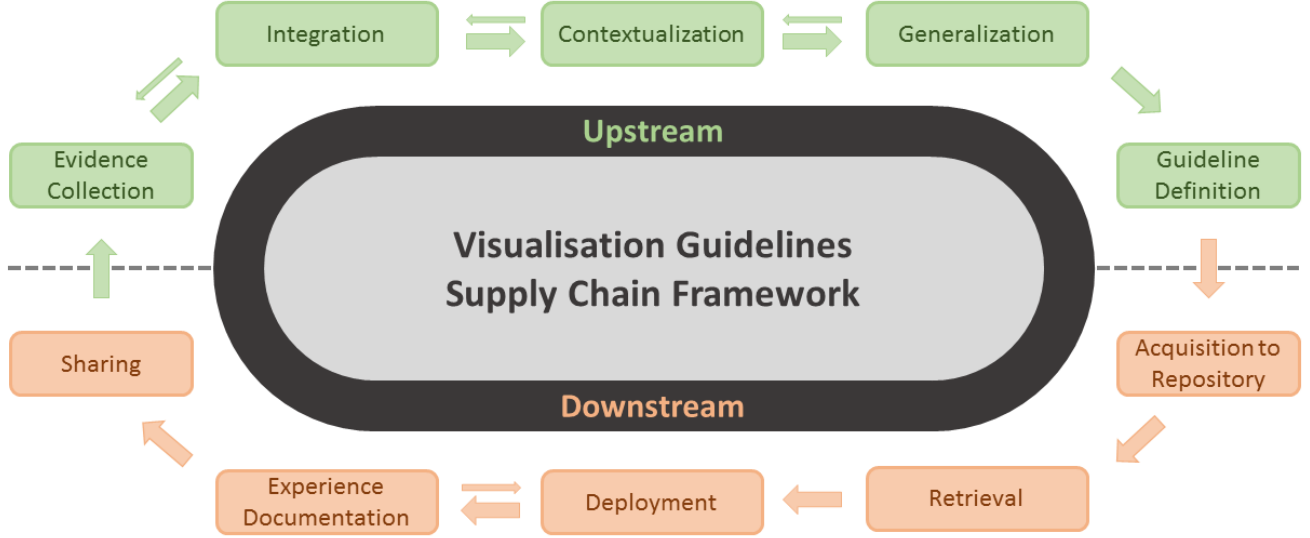 Integration
Contextualization
Generalization
Upstream
Evidence
Collection
Guideline
Definition
Visualisation Guidelines
Supply Chain Framework
Sharing
Acquisition to
Repository
Downstream
Experience
Documentation
Deployment
Retrieval